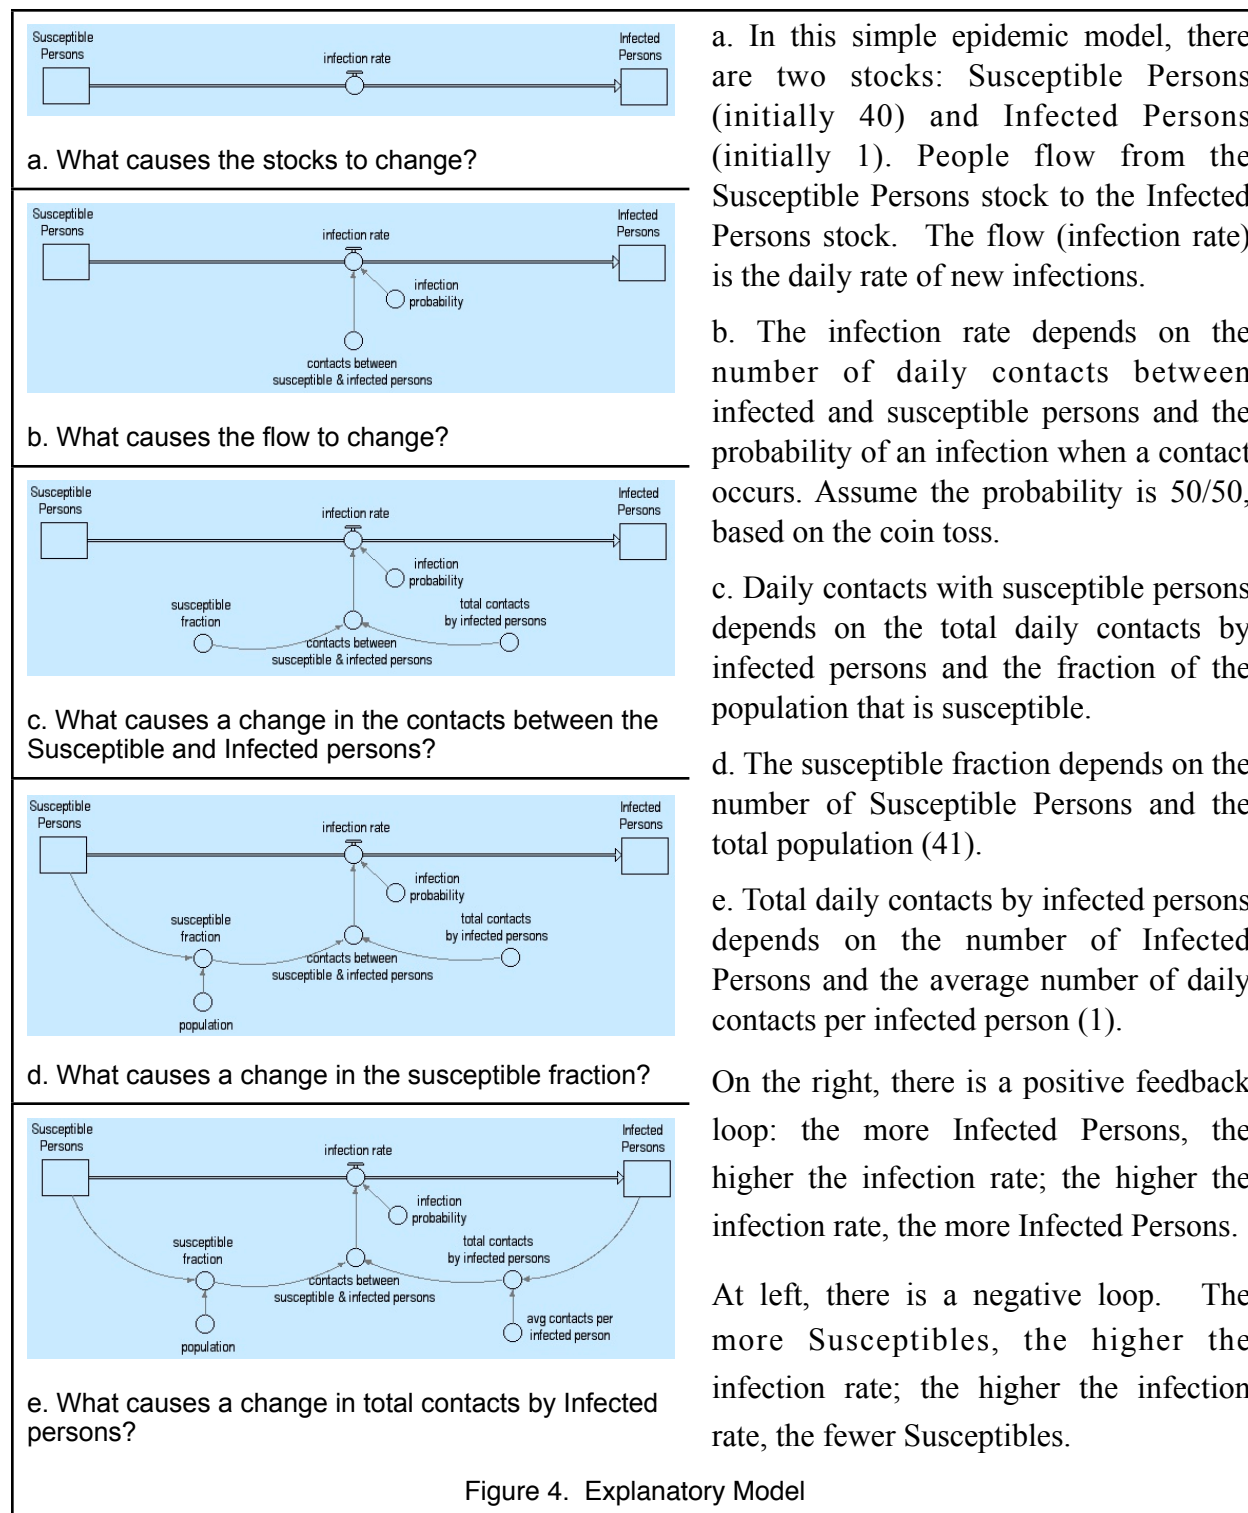 Susceptible
Persons
infection rate
Infected
Persons
a. What causes the stocks to change?
Susceptible
Persons
infection rate
Infected
Persons
infection
probability
contacts between
susceptible & infected persons
b. What causes the flow to change?
Susceptible
Persons
infection rate
Infected
Persons
infection
probability
susceptible
fraction
total contacts
by infected persons
contacts between
susceptible & infected persons
c. What causes a change in the contacts between the
Susceptible and Infected persons?
Susceptible
Persons
infection rate
Infected
Persons
infection
probability
susceptible
fraction
total contacts
by infected persons
contacts between
susceptible & infected persons
population
d. What causes a change in the susceptible fraction?
Susceptible
Persons
infection rate
Infected
Persons
infection
probability
susceptible
fraction
total contacts
by infected persons
contacts between
susceptible & infected persons
avg contacts per
infected person
population
e. What causes a change in total contacts by Infected
persons?
a. In this simple epidemic model, there
are two stocks: Susceptible Persons
(initially 40) and Infected Persons
(initially 1). People flow from the
Susceptible Persons stock to the Infected
Persons stock. The flow (infection rate)
is the daily rate of new infections.
b. The infection rate depends on the
number of daily contacts between
infected and susceptible persons and the
probability of an infection when a contact
occurs. Assume the probability is 50/50,
based on the coin toss.
c. Daily contacts with susceptible persons
depends on the total daily contacts by
infected persons and the fraction of the
population that is susceptible.
d. The susceptible fraction depends on the
number of Susceptible Persons and the
total population (41).
e. Total daily contacts by infected persons
depends on the number of Infected
Persons and the average number of daily
contacts per infected person (1).
On the right, there is a positive feedback
loop: the more Infected Persons, the
higher the infection rate; the higher the
infection rate, the more Infected Persons.
At left, there is a negative loop. The
more Susceptibles, the higher the
infection rate; the higher the infection
rate, the fewer Susceptibles.
Figure 4. Explanatory Model